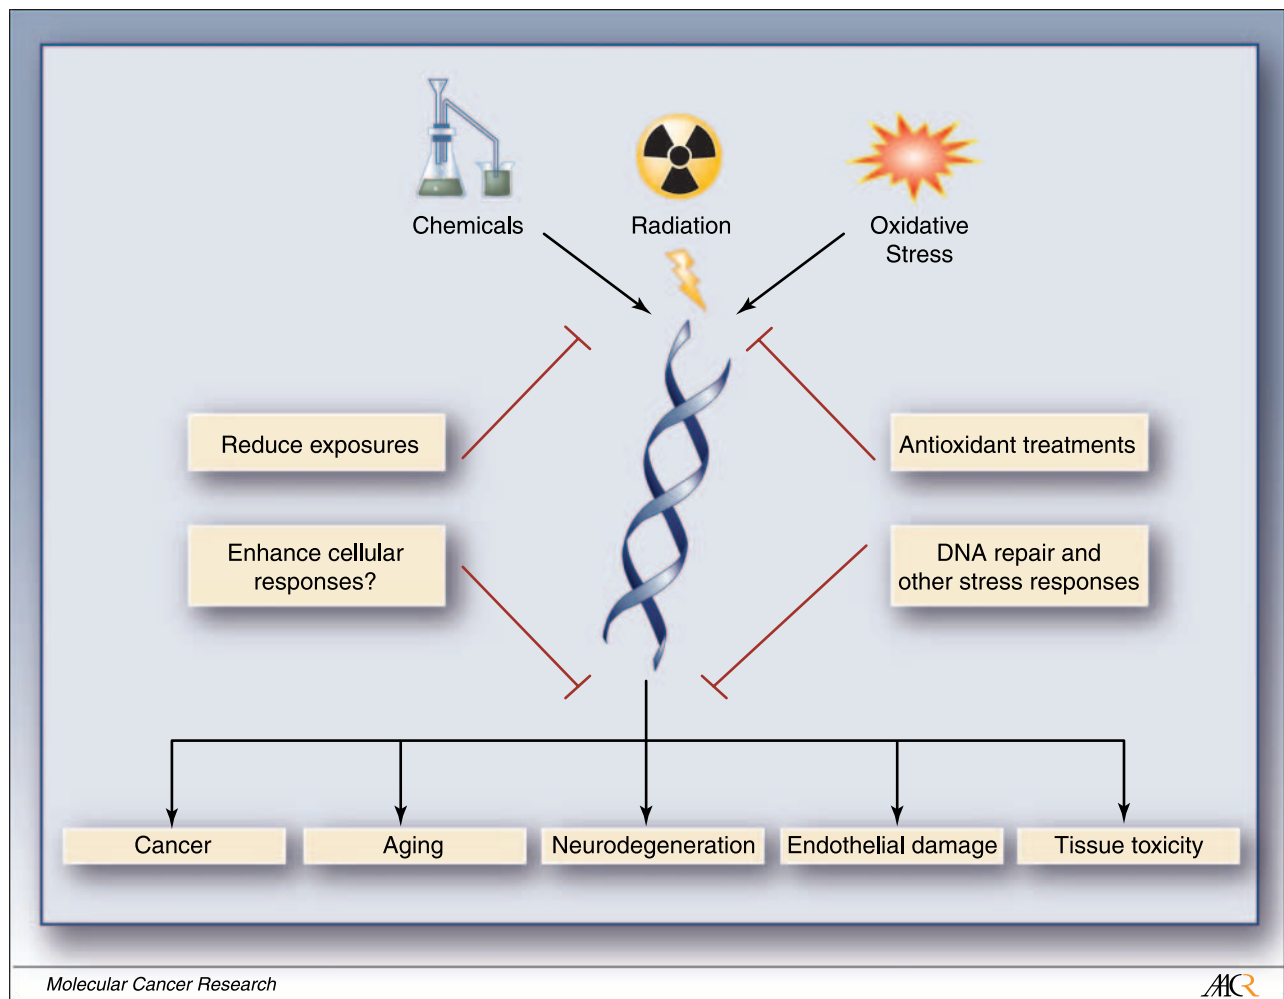 Chemicals
Radiation
Oxidative
Stress
Reduce exposures
Antioxidant treatments
Enhance cellular
responses?
DNA repair and
other stress responses
Cancer
Aging
Neurodegeneration
Endothelial damage
Tissue toxicity
Molecular Cancer Research
AACR